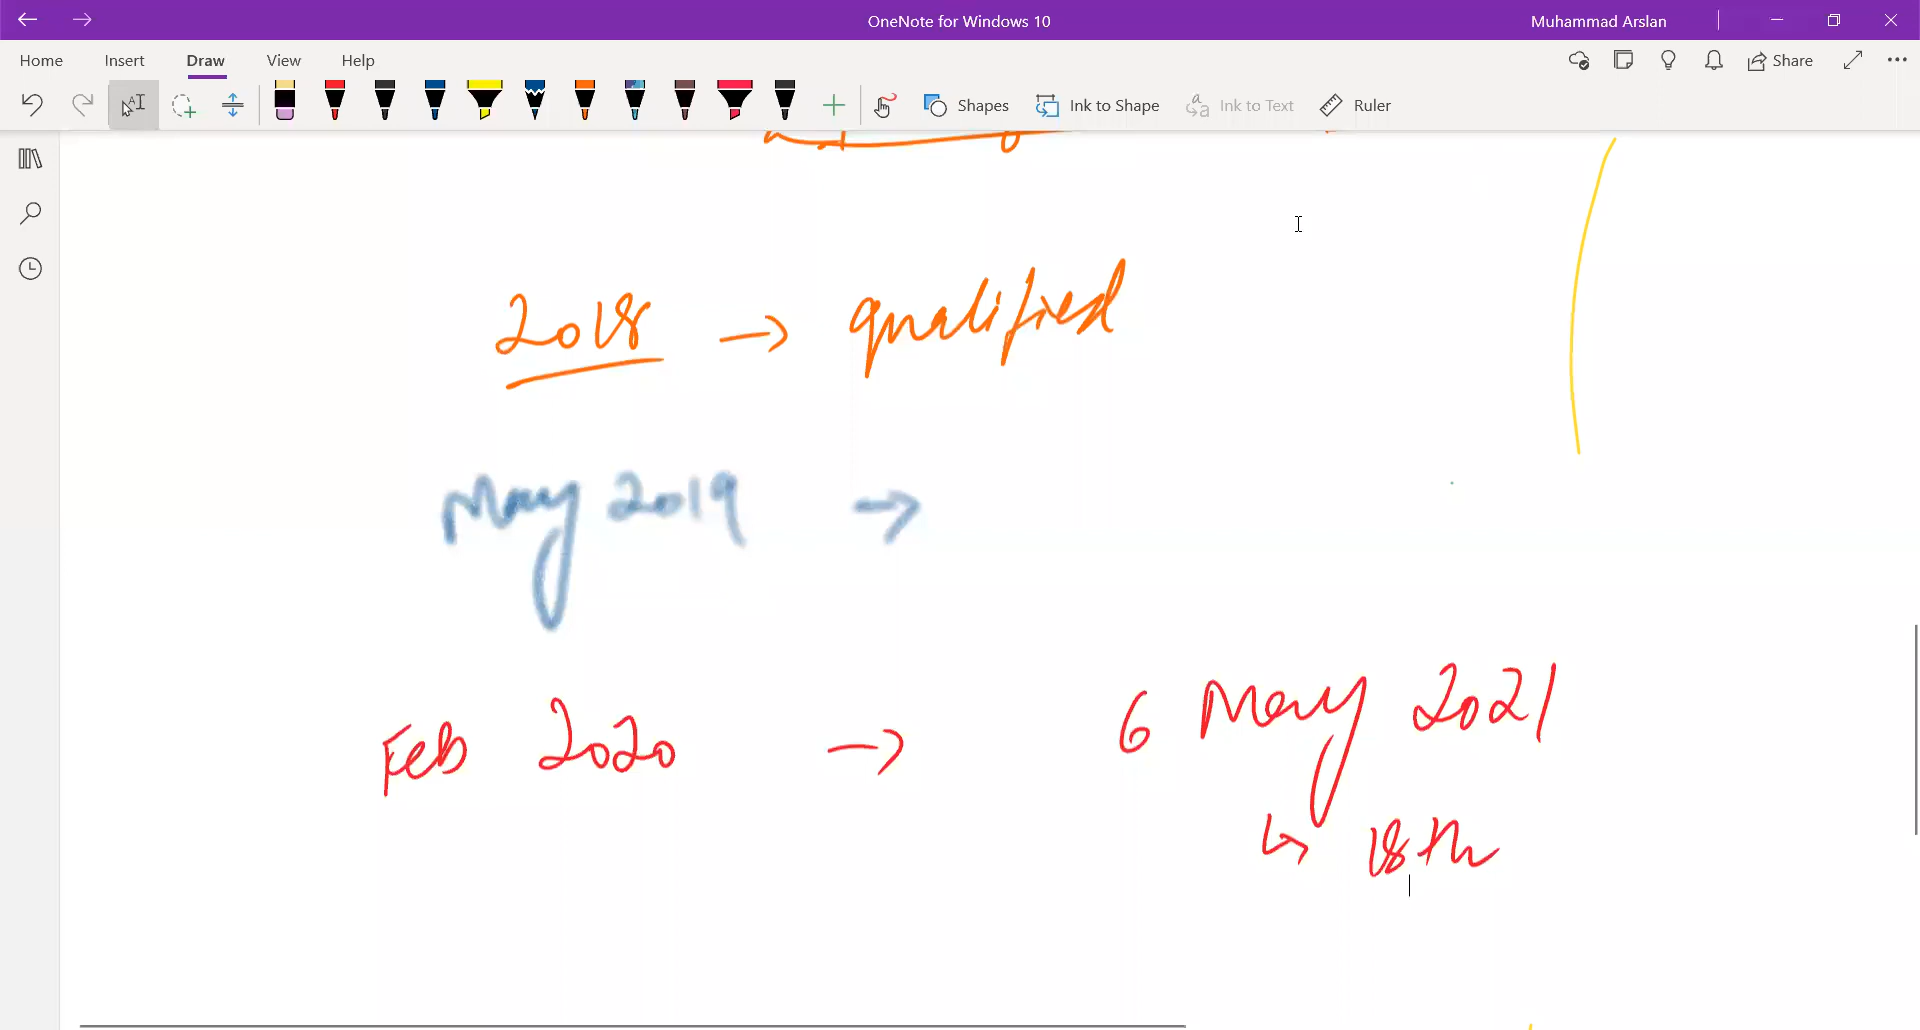 OneNote for Windows 10
Muhammad Arslan
Home Insert Draw View Help
Share
Shapes Ink to Shape Ink to Text Ruler
2018 → qualified
May 2019 →
Feb 2020 → 6 May 2021
↳ 18th